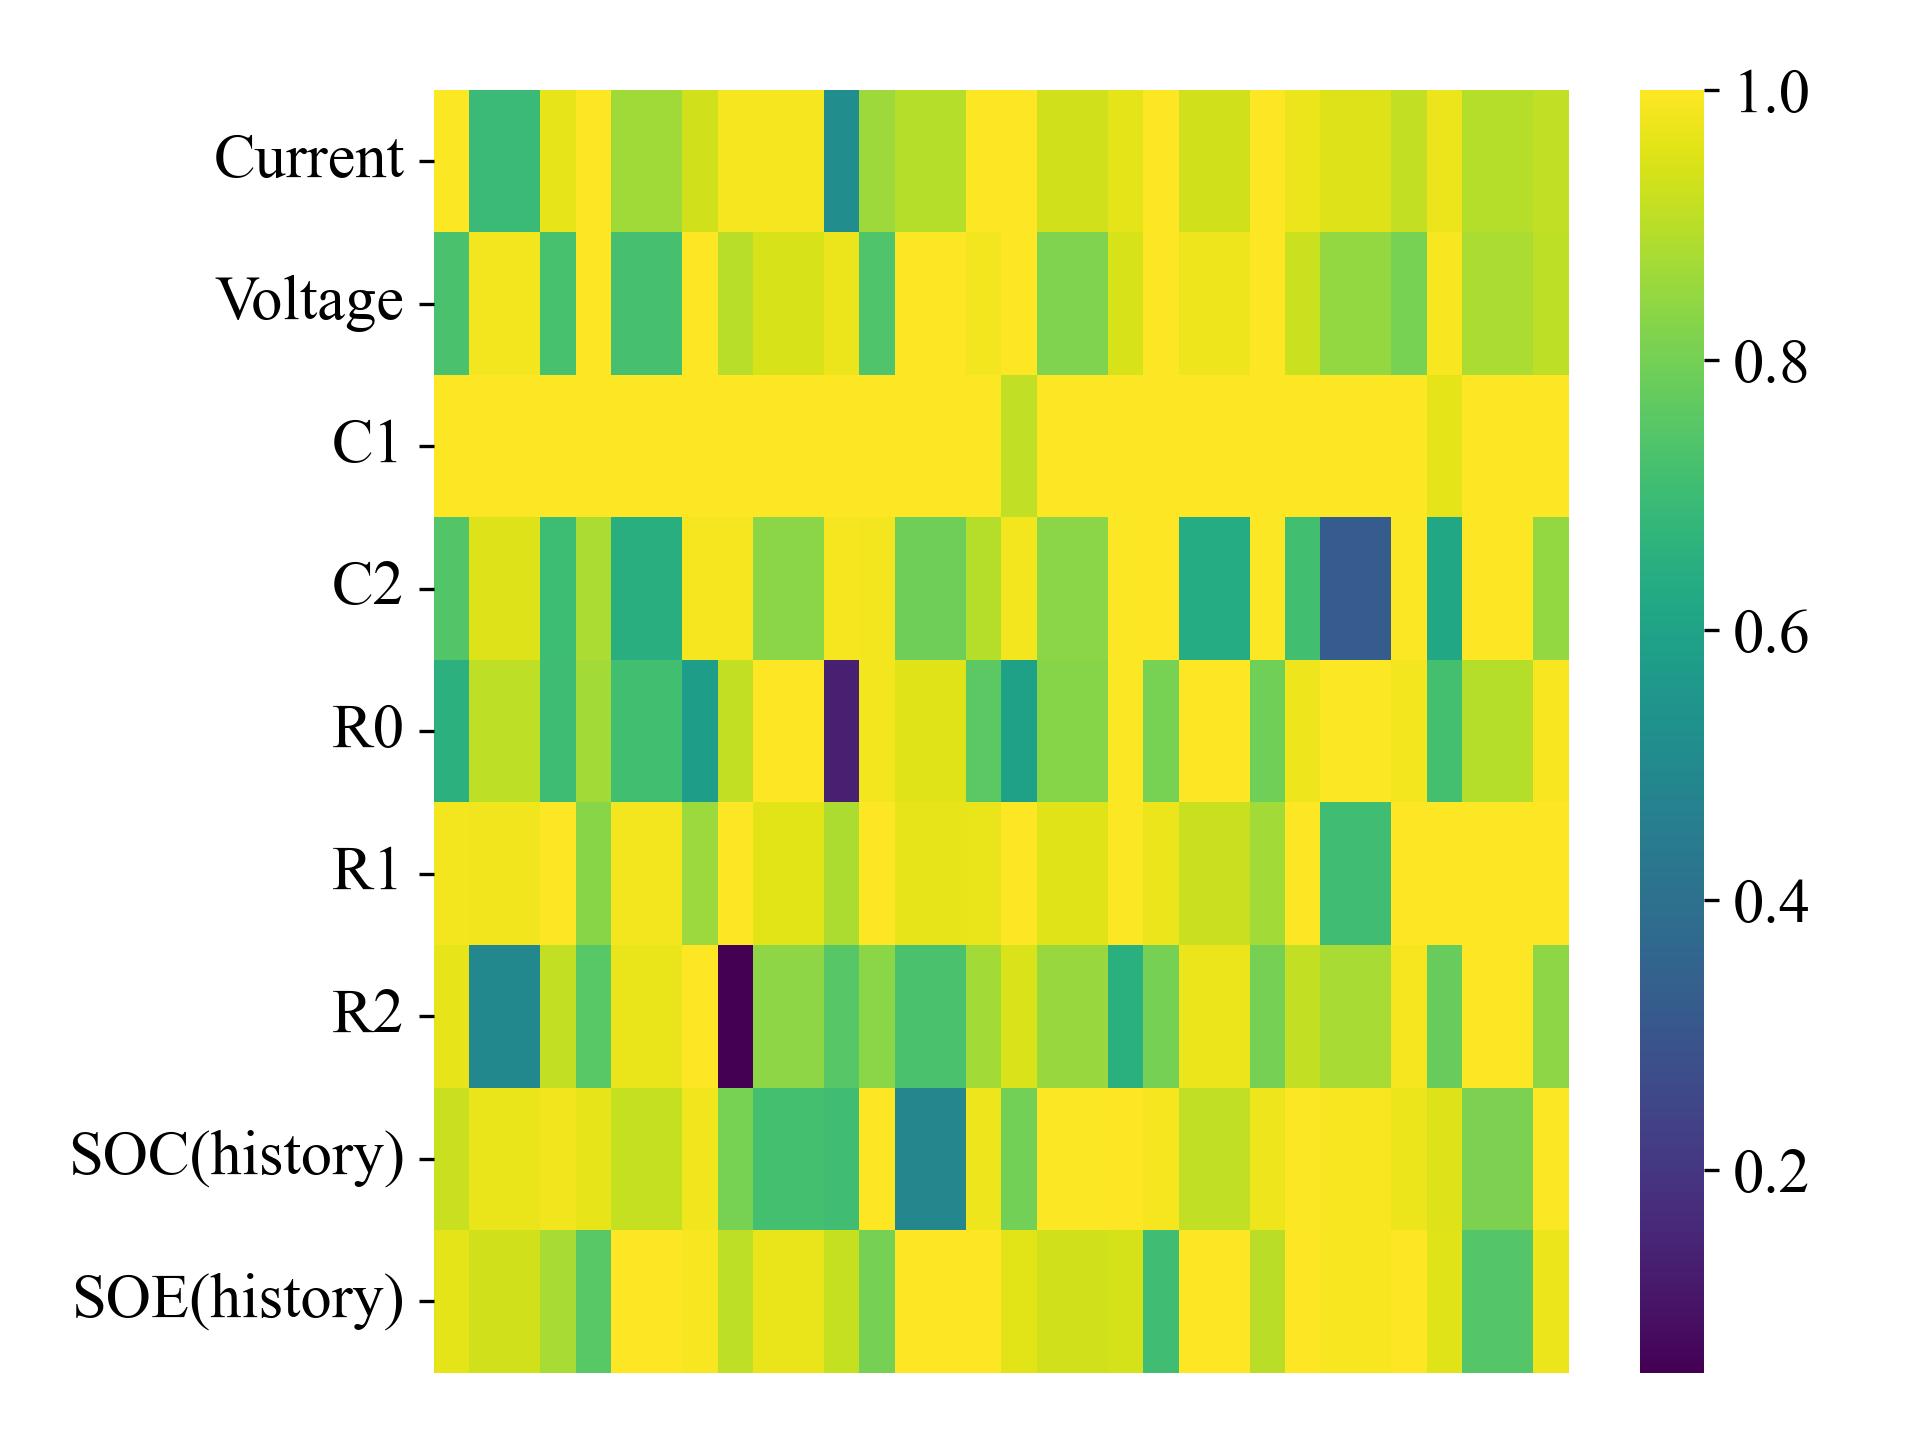 Current
Voltage
C1
C2
R0
R1
R2
SOC(history)
SOE(history)
1.0
0.8
0.6
0.4
0.2